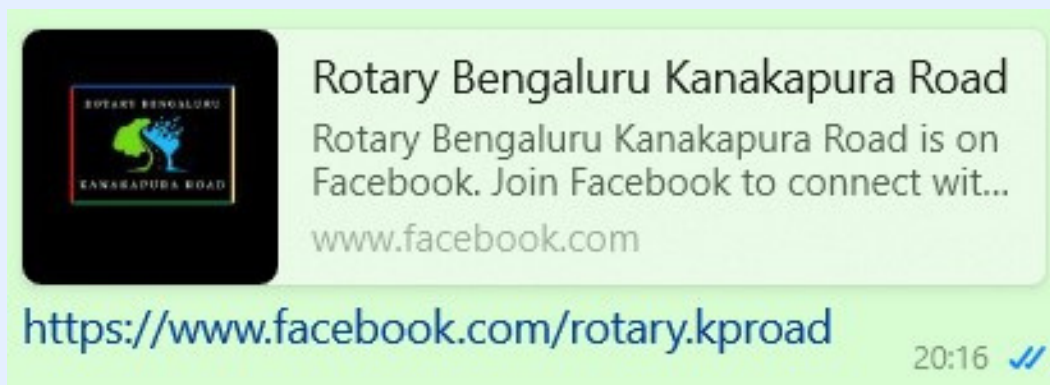 ROTARY BENGALURU
KANAKAPURA ROAD
Rotary Bengaluru Kanakapura Road
Rotary Bengaluru Kanakapura Road is on
Facebook. Join Facebook to connect wit...
www.facebook.com
https://www.facebook.com/rotary.kproad
20:16